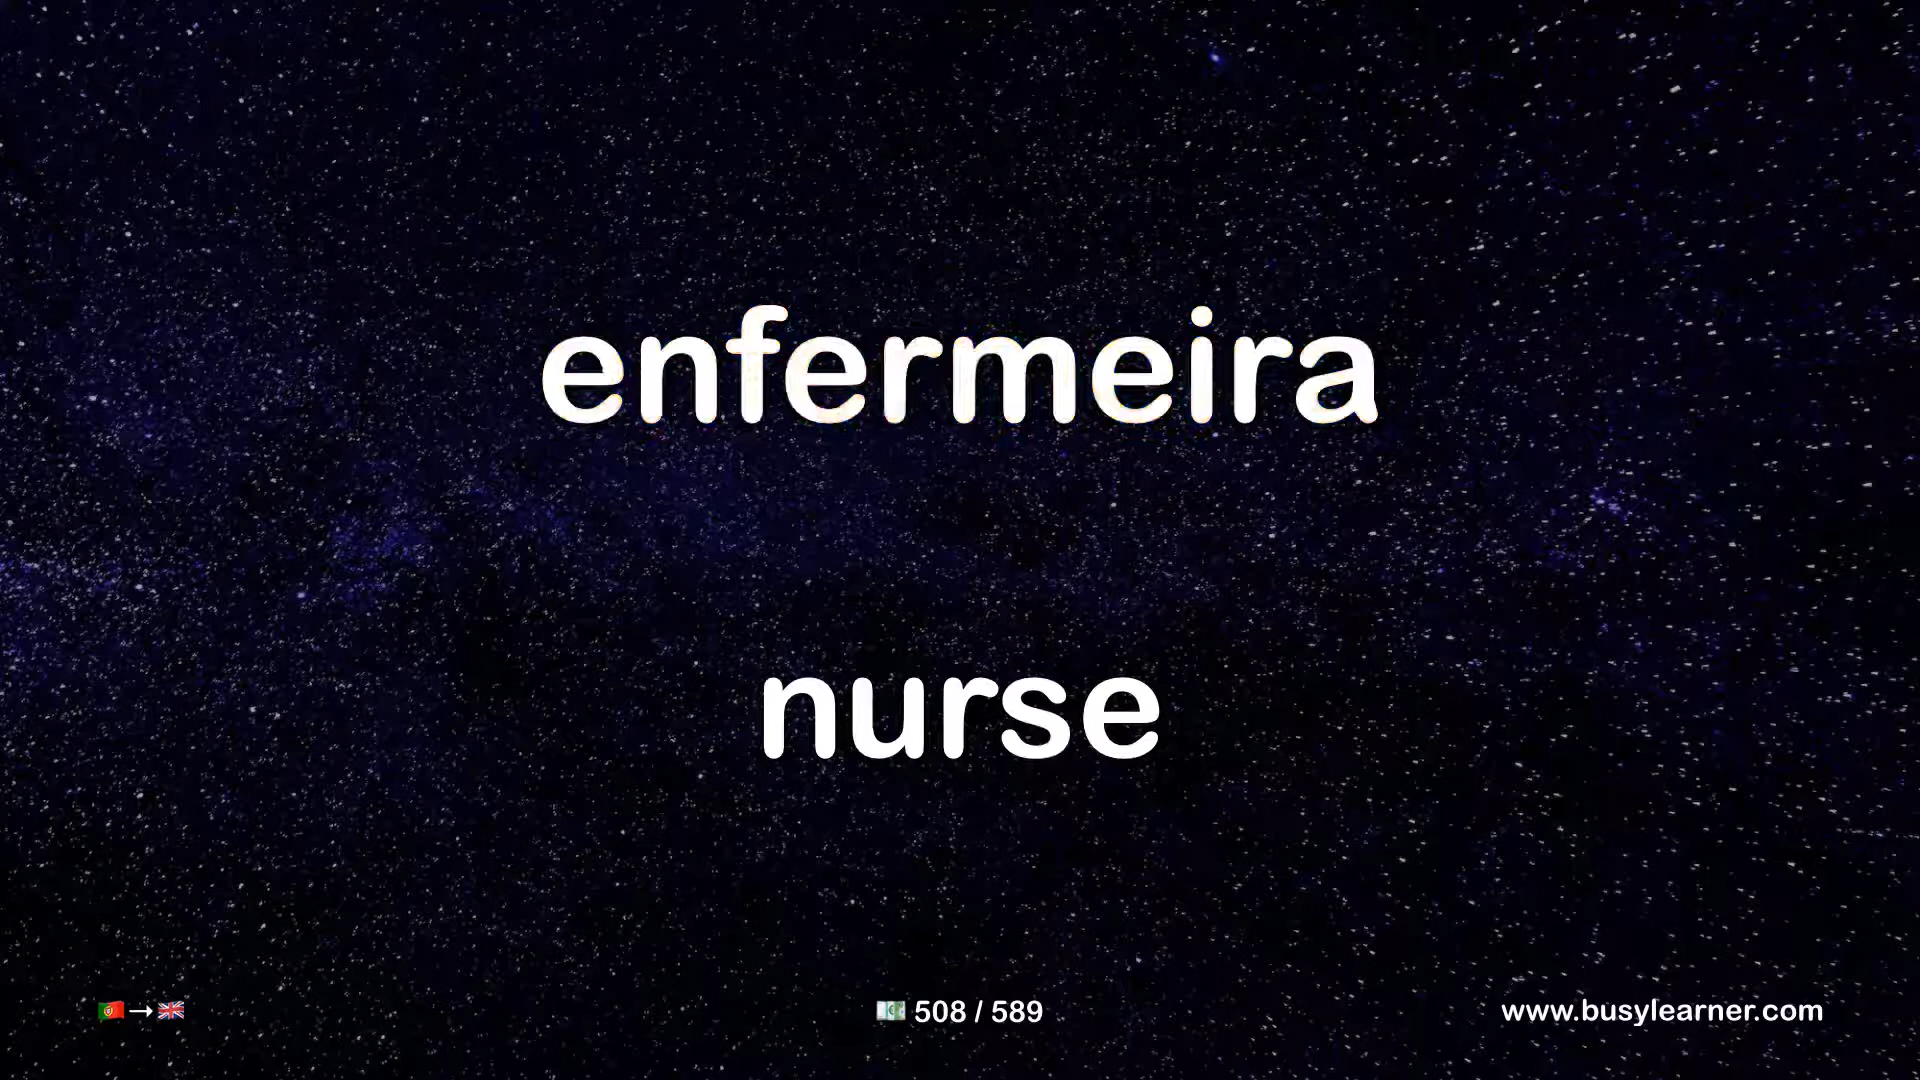 enfermeira
nurse
🇵🇹→🇬🇧
💶 508 / 589
www.busylearner.com